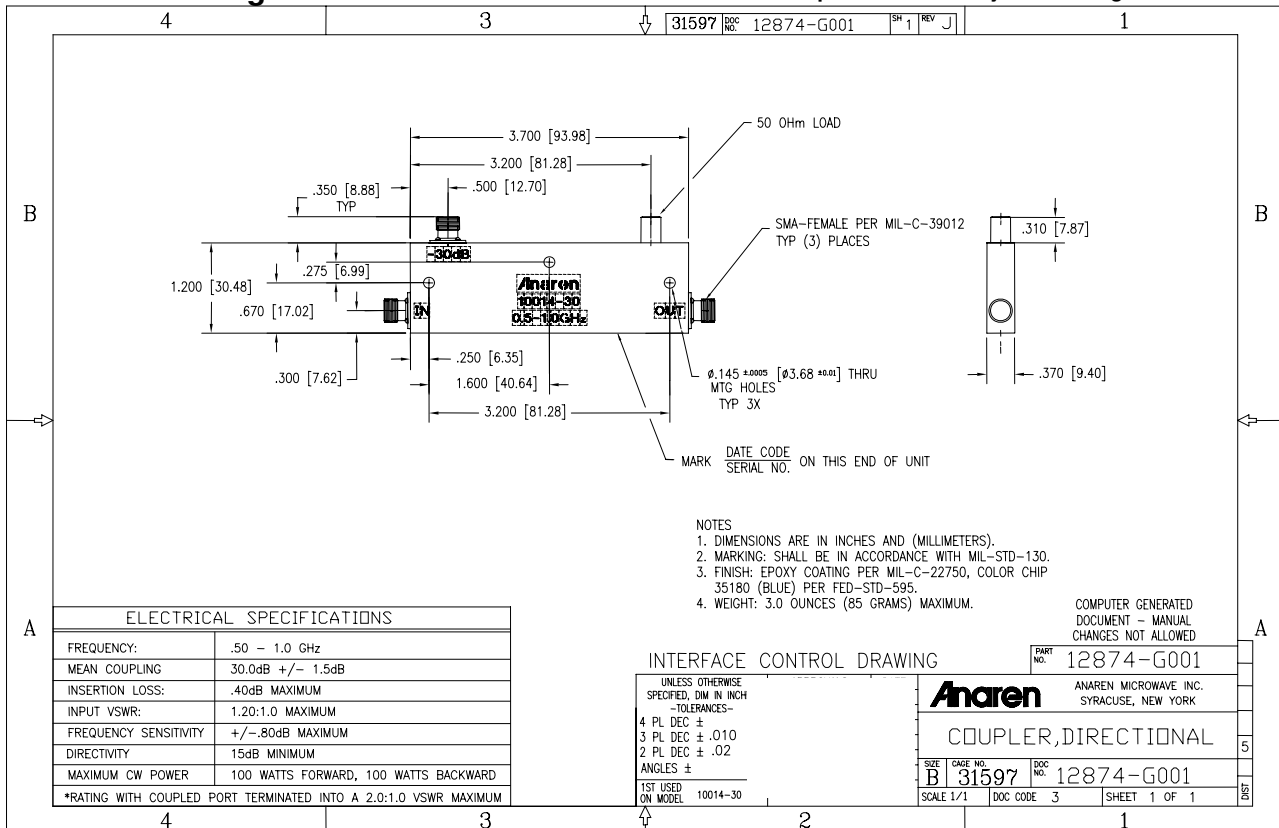 4
3
1
31597 DOC NO. 12874-G001 SH 1 REV J
B
B
A
A
50 OHm LOAD
3.700 [93.98]
3.200 [81.28]
.350 [8.88]
TYP
.500 [12.70]
SMA-FEMALE PER MIL-C-39012
TYP (3) PLACES
.310 [7.87]
-30dB
.275 [6.99]
1.200 [30.48]
.670 [17.02]
IN
Anaren
10014-30
0.5-1.0GHz
OUT
.300 [7.62]
.250 [6.35]
1.600 [40.64]
3.200 [81.28]
ø.145 ±.0005 [ø3.68 ±0.01] THRU
MTG HOLES
TYP 3X
.370 [9.40]
MARK DATE CODE
SERIAL NO. ON THIS END OF UNIT
NOTES
1. DIMENSIONS ARE IN INCHES AND (MILLIMETERS).
2. MARKING: SHALL BE IN ACCORDANCE WITH MIL-STD-130.
3. FINISH: EPOXY COATING PER MIL-C-22750, COLOR CHIP
35180 (BLUE) PER FED-STD-595.
4. WEIGHT: 3.0 OUNCES (85 GRAMS) MAXIMUM.
ELECTRICAL SPECIFICATIONS
FREQUENCY: .50 - 1.0 GHz
MEAN COUPLING 30.0dB +/- 1.5dB
INSERTION LOSS: .40dB MAXIMUM
INPUT VSWR: 1.20:1.0 MAXIMUM
FREQUENCY SENSITIVITY +/-.80dB MAXIMUM
DIRECTIVITY 15dB MINIMUM
MAXIMUM CW POWER 100 WATTS FORWARD, 100 WATTS BACKWARD
*RATING WITH COUPLED PORT TERMINATED INTO A 2.0:1.0 VSWR MAXIMUM
COMPUTER GENERATED
DOCUMENT - MANUAL
CHANGES NOT ALLOWED
INTERFACE CONTROL DRAWING
PART NO. 12874-G001
UNLESS OTHERWISE
SPECIFIED, DIM IN INCH
-TOLERANCES-
4 PL DEC ±
3 PL DEC ± .010
2 PL DEC ± .02
ANGLES ±
1ST USED
ON MODEL 10014-30
Anaren
ANAREN MICROWAVE INC.
SYRACUSE, NEW YORK
COUPLER,DIRECTIONAL
SIZE B CAGE NO. 31597 DOC NO. 12874-G001
SCALE 1/1 DOC CODE 3 SHEET 1 OF 1
5
DIST
4
3
2
1